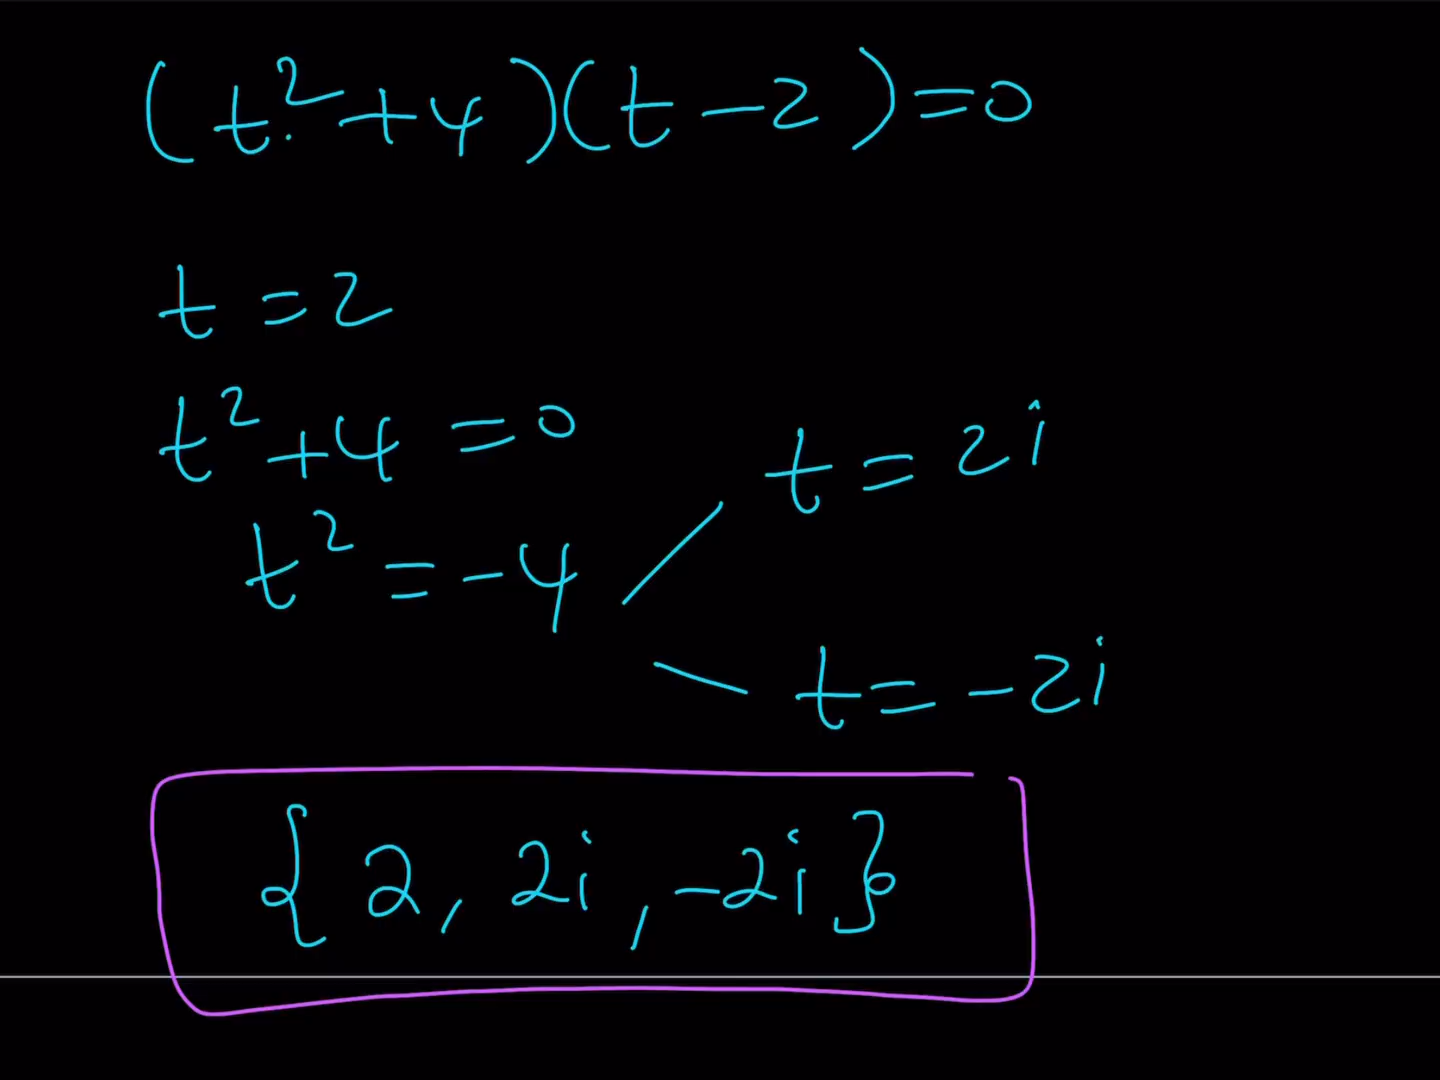 (t²+4)(t-2)=0
t=2
t²+4=0
t=2i
t²=-4
t=-2i
{2, 2i, -2i}